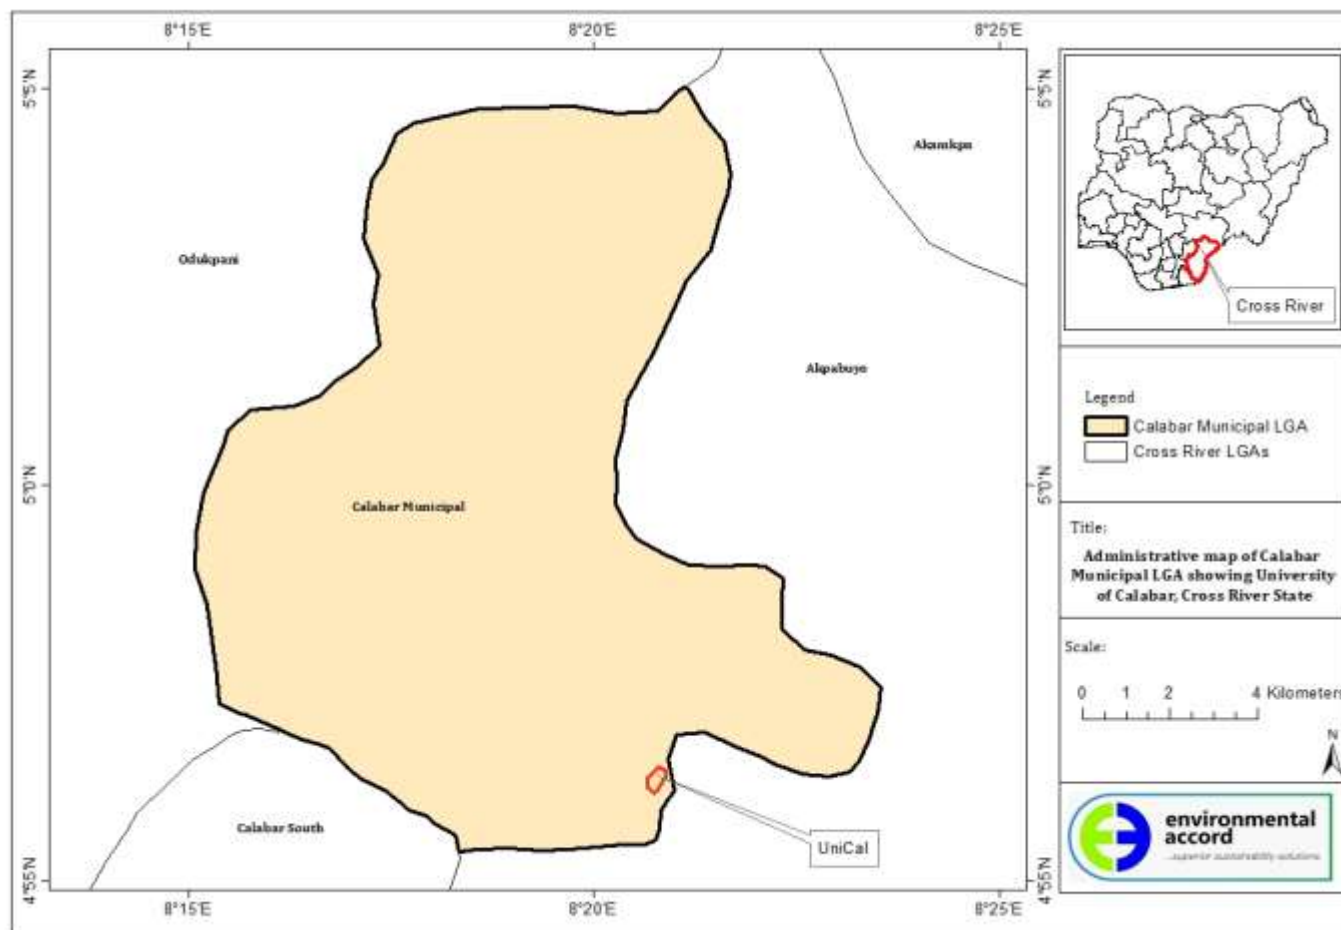 8°15'E 8°20'E 8°25'E
5°5'N
5°5'N
Akamkpa
Odukpani
Cross River
Akpabuyo
Legend
Calabar Municipal LGA
Cross River LGAs
5°0'N
5°0'N
Calabar Municipal
Title:
Administrative map of Calabar
Municipal LGA showing University
of Calabar, Cross River State
Scale:
0 1 2 4 Kilometers
N
environmental
accord
...superior sustainability solutions
Calabar South
UniCal
4°55'N
4°55'N
8°15'E 8°20'E 8°25'E